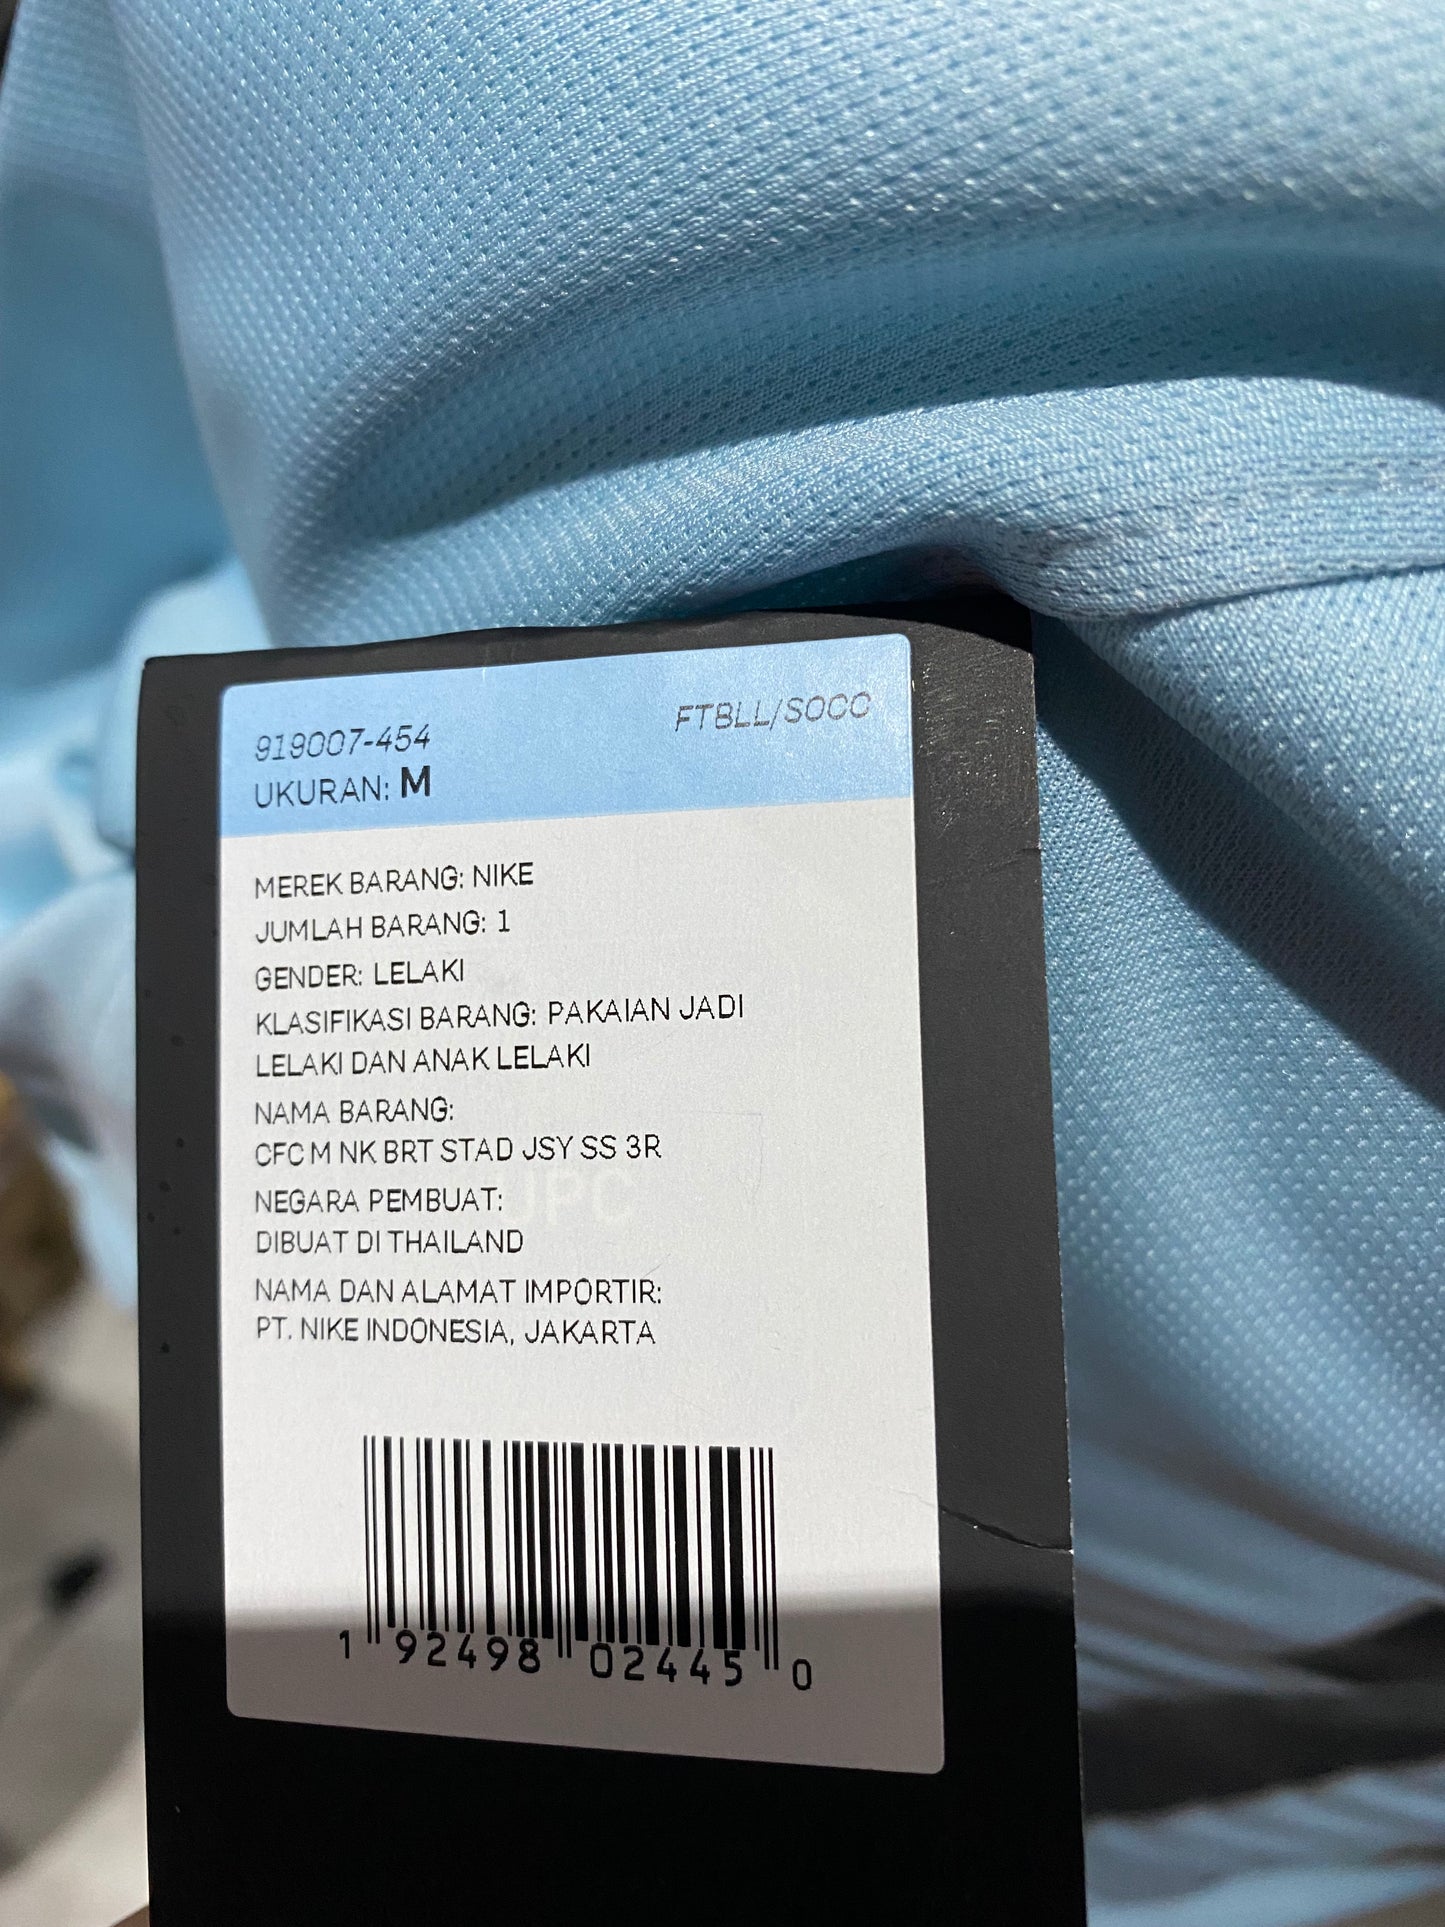 919007-454
FTBLL/SOCC
UKURAN: M
MEREK BARANG: NIKE
JUMLAH BARANG: 1
GENDER: LELAKI
KLASIFIKASI BARANG: PAKAIAN JADI
LELAKI DAN ANAK LELAKI
NAMA BARANG:
CFC M NK BRT STAD JSY SS 3R
UPC
NEGARA PEMBUAT:
DIBUAT DI THAILAND
NAMA DAN ALAMAT IMPORTIR:
PT. NIKE INDONESIA, JAKARTA
1 92498 02445 0